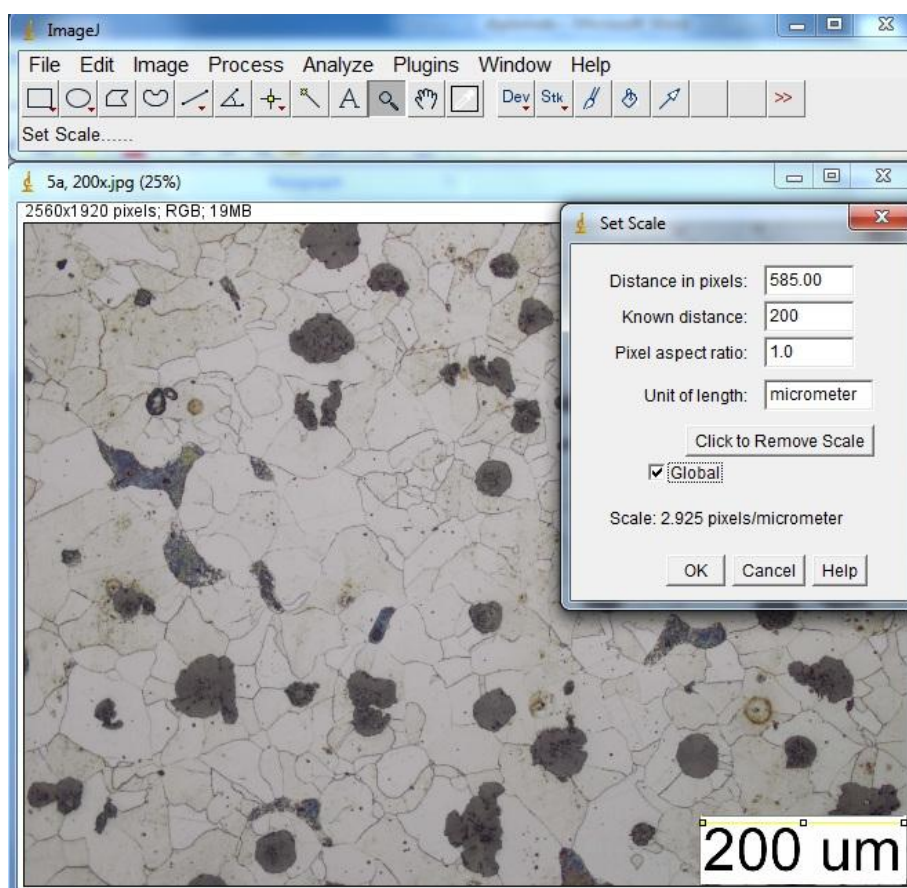 ImageJ
File Edit Image Process Analyze Plugins Window Help
A Dev Stk >>
Set Scale......
5a, 200x.jpg (25%)
2560x1920 pixels; RGB; 19MB
Set Scale
Distance in pixels: 585.00
Known distance: 200
Pixel aspect ratio: 1.0
Unit of length: micrometer
Click to Remove Scale
Global
Scale: 2.925 pixels/micrometer
OK Cancel Help
200 um